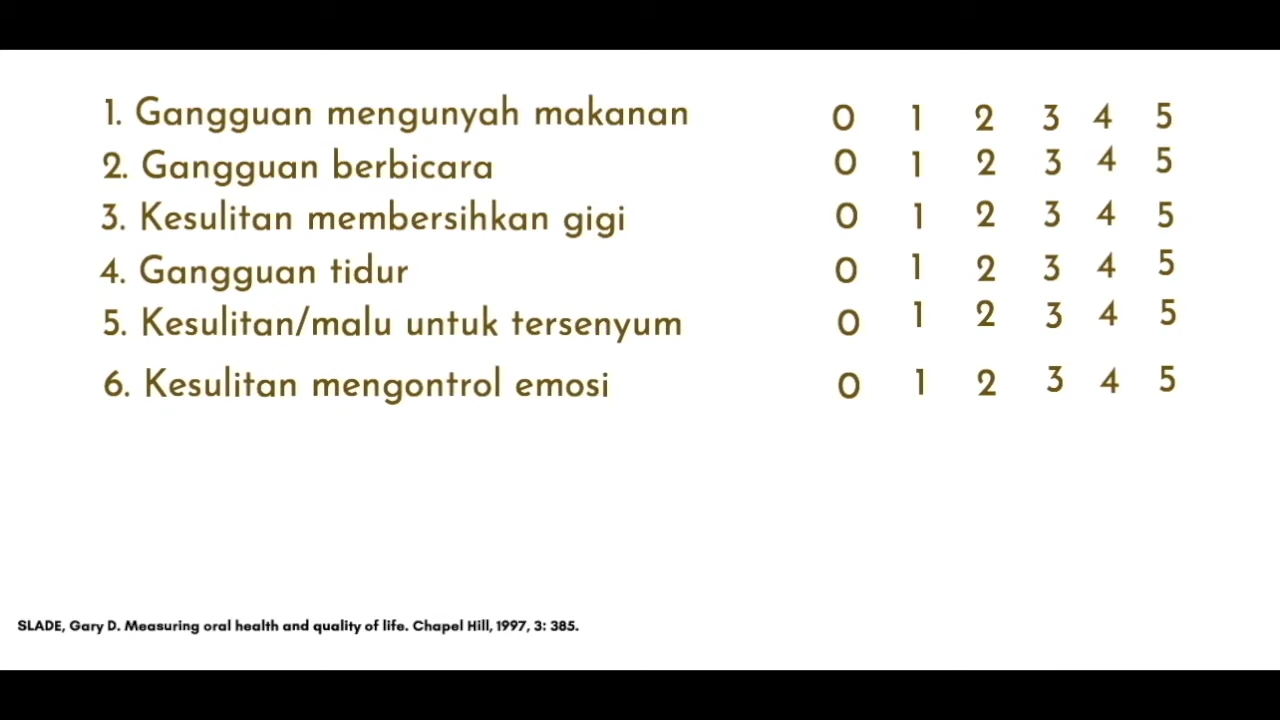 1. Gangguan mengunyah makanan 0 1 2 3 4 5
2. Gangguan berbicara 0 1 2 3 4 5
3. Kesulitan membersihkan gigi 0 1 2 3 4 5
4. Gangguan tidur 0 1 2 3 4 5
5. Kesulitan/malu untuk tersenyum 0 1 2 3 4 5
6. Kesulitan mengontrol emosi 0 1 2 3 4 5
SLADE, Gary D. Measuring oral health and quality of life. Chapel Hill, 1997, 3: 385.